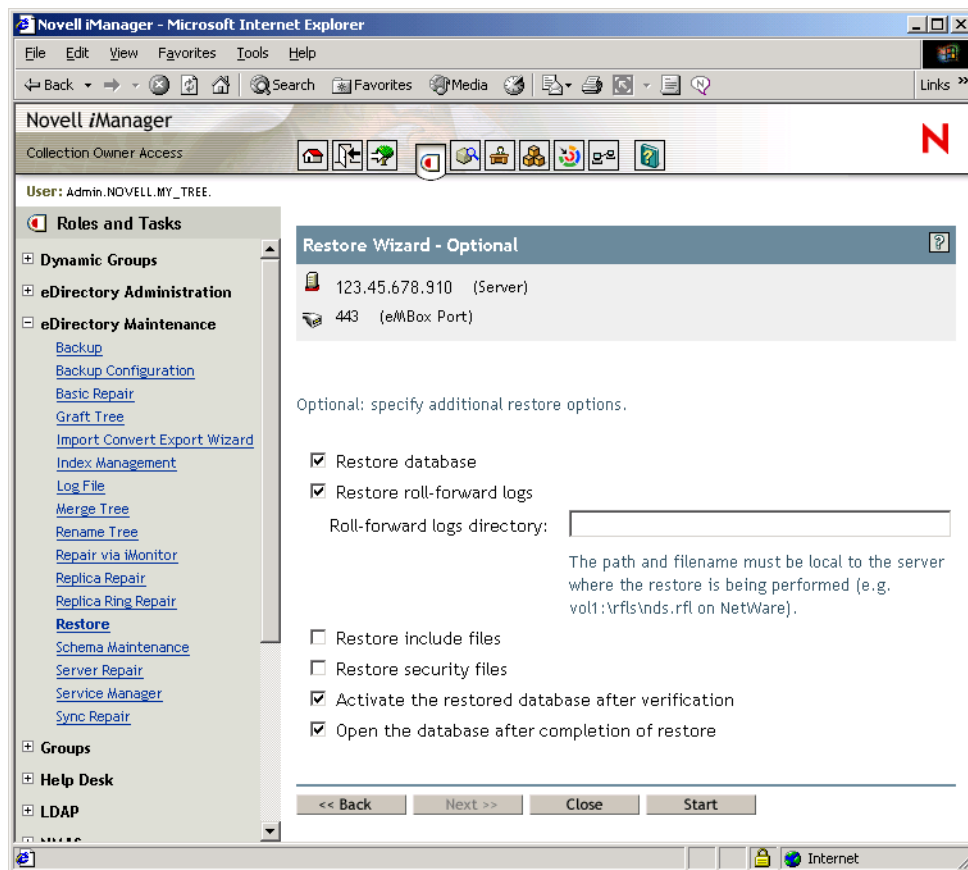 Novell iManager - Microsoft Internet Explorer
File Edit View Favorites Tools Help
Back Search Favorites Media Links »
Novell iManager
Collection Owner Access
N
User: Admin.NOVELL.MY_TREE.
Roles and Tasks
Dynamic Groups
eDirectory Administration
eDirectory Maintenance
Backup
Backup Configuration
Basic Repair
Graft Tree
Import Convert Export Wizard
Index Management
Log File
Merge Tree
Rename Tree
Repair via iMonitor
Replica Repair
Replica Ring Repair
Restore
Schema Maintenance
Server Repair
Service Manager
Sync Repair
Groups
Help Desk
LDAP
Restore Wizard - Optional
?
123.45.678.910 (Server)
443 (eMBox Port)
Optional: specify additional restore options.
Restore database
Restore roll-forward logs
Roll-forward logs directory:
The path and filename must be local to the server
where the restore is being performed (e.g.
vol1:\rfls\nds.rfl on NetWare).
Restore include files
Restore security files
Activate the restored database after verification
Open the database after completion of restore
<< Back Next >> Close Start
Internet